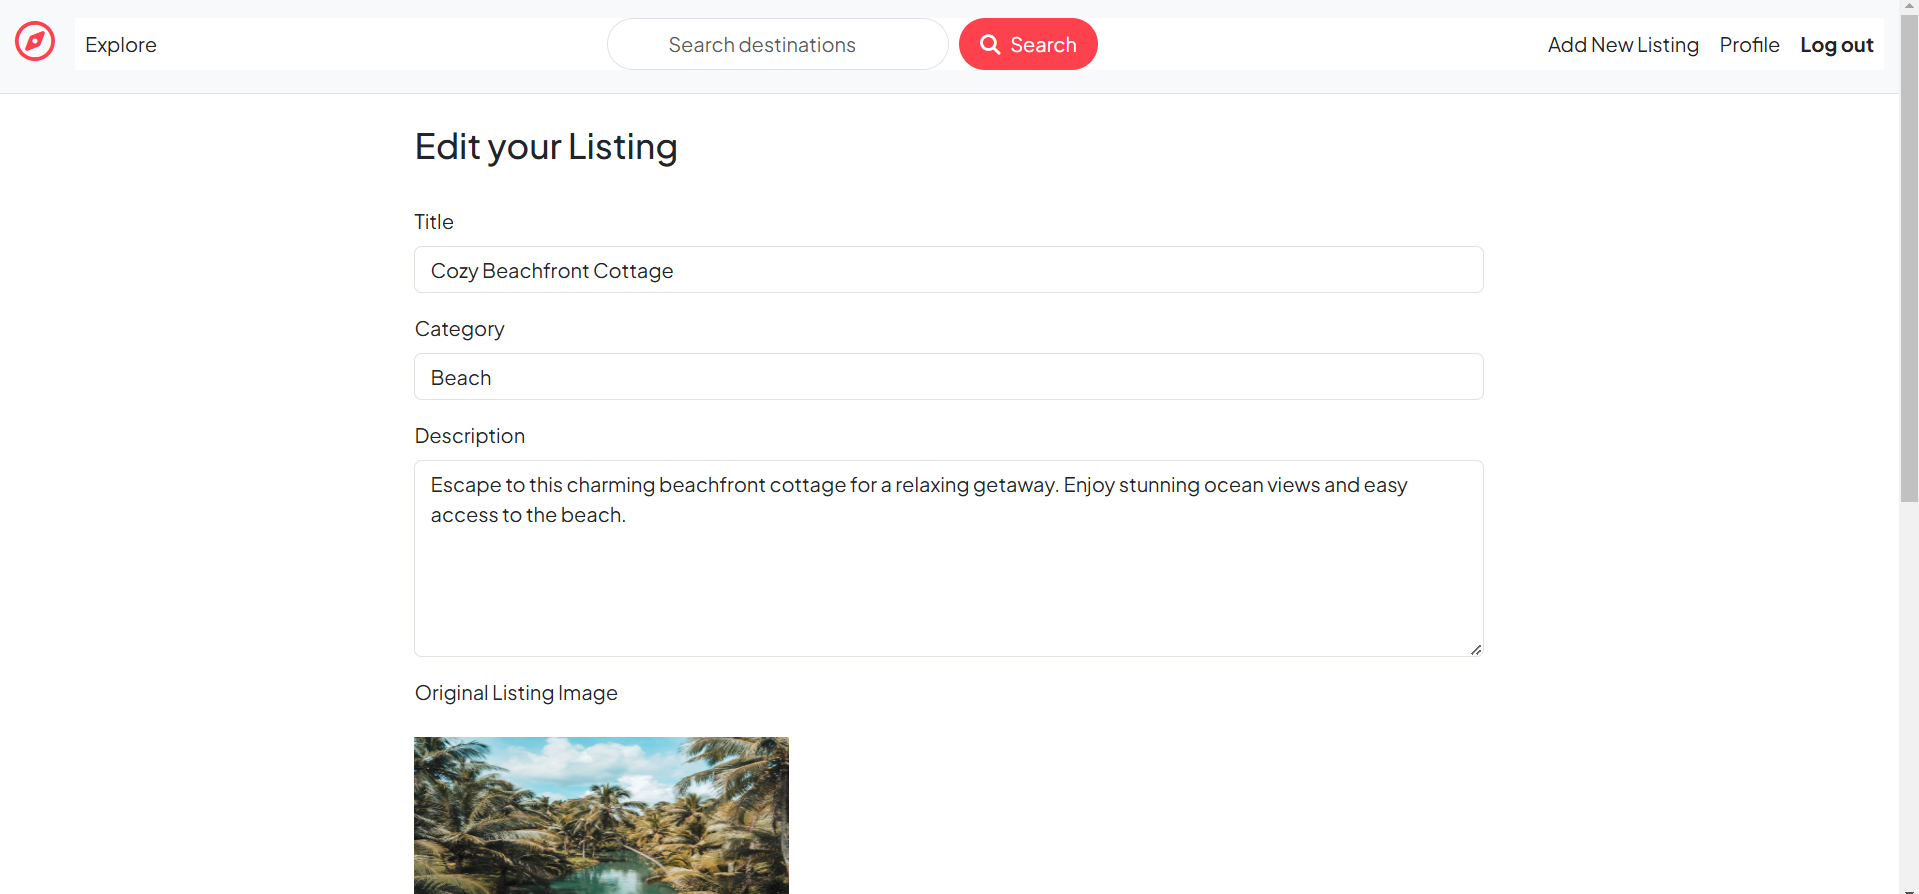 Explore
Search destinations
Search
Add New Listing
Profile
Log out
Edit your Listing
Title
Cozy Beachfront Cottage
Category
Beach
Description
Escape to this charming beachfront cottage for a relaxing getaway. Enjoy stunning ocean views and easy
access to the beach.
Original Listing Image